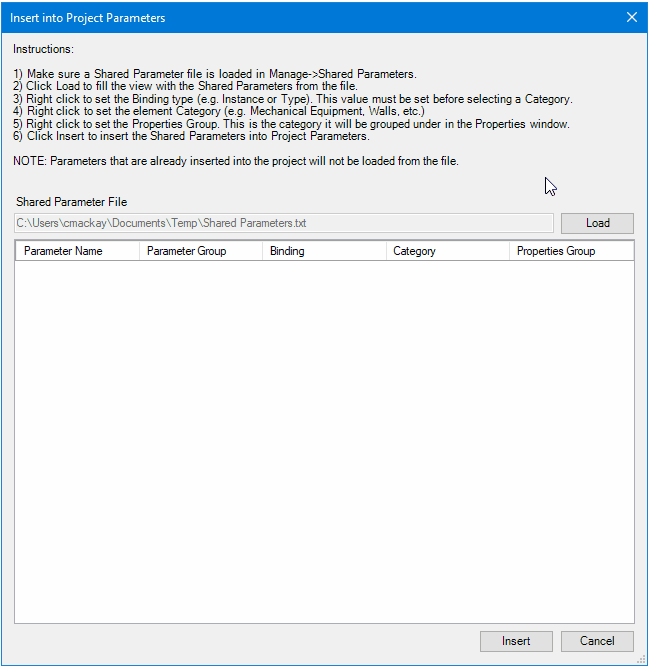 Insert into Project Parameters
Instructions:
1) Make sure a Shared Parameter file is loaded in Manage->Shared Parameters.
2) Click Load to fill the view with the Shared Parameters from the file.
3) Right click to set the Binding type (e.g. Instance or Type). This value must be set before selecting a Category.
4) Right click to set the element Category (e.g. Mechanical Equipment, Walls, etc.)
5) Right click to set the Properties Group. This is the category it will be grouped under in the Properties window.
6) Click Insert to insert the Shared Parameters into Project Parameters.
NOTE: Parameters that are already inserted into the project will not be loaded from the file.
Shared Parameter File
C:\Users\cmackay\Documents\Temp\Shared Parameters.txt Load
Parameter Name Parameter Group Binding Category Properties Group
Insert Cancel